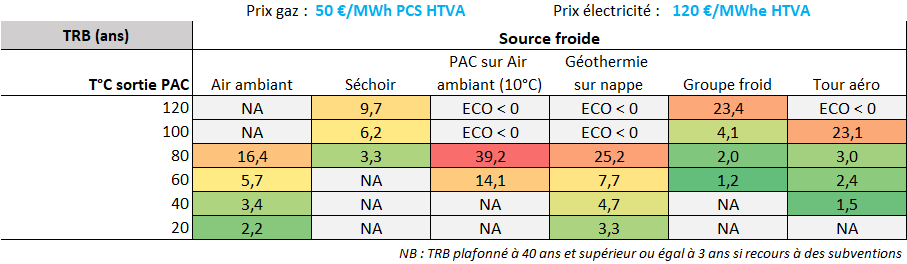 Prix gaz : 50 €/MWh PCS HTVA Prix électricité : 120 €/MWhe HTVA
TRB (ans) Source froide
T°C sortie PAC Air ambiant Séchoir PAC sur Air ambiant (10°C) Géothermie sur nappe Groupe froid Tour aéro
120 NA 9,7 ECO < 0 ECO < 0 23,4 ECO < 0
100 NA 6,2 ECO < 0 ECO < 0 4,1 23,1
80 16,4 3,3 39,2 25,2 2,0 3,0
60 5,7 NA 14,1 7,7 1,2 2,4
40 3,4 NA NA 4,7 NA 1,5
20 2,2 NA NA 3,3 NA NA
NB : TRB plafonné à 40 ans et supérieur ou égal à 3 ans si recours à des subventions